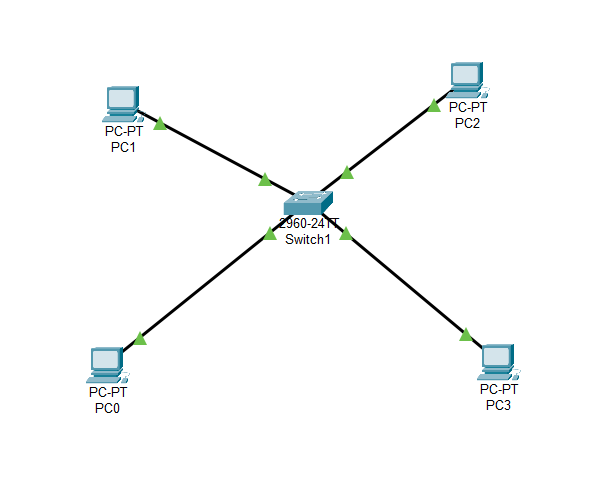 PC-PT
PC1
PC-PT
PC2
2960-24TT
Switch1
PC-PT
PC0
PC-PT
PC3